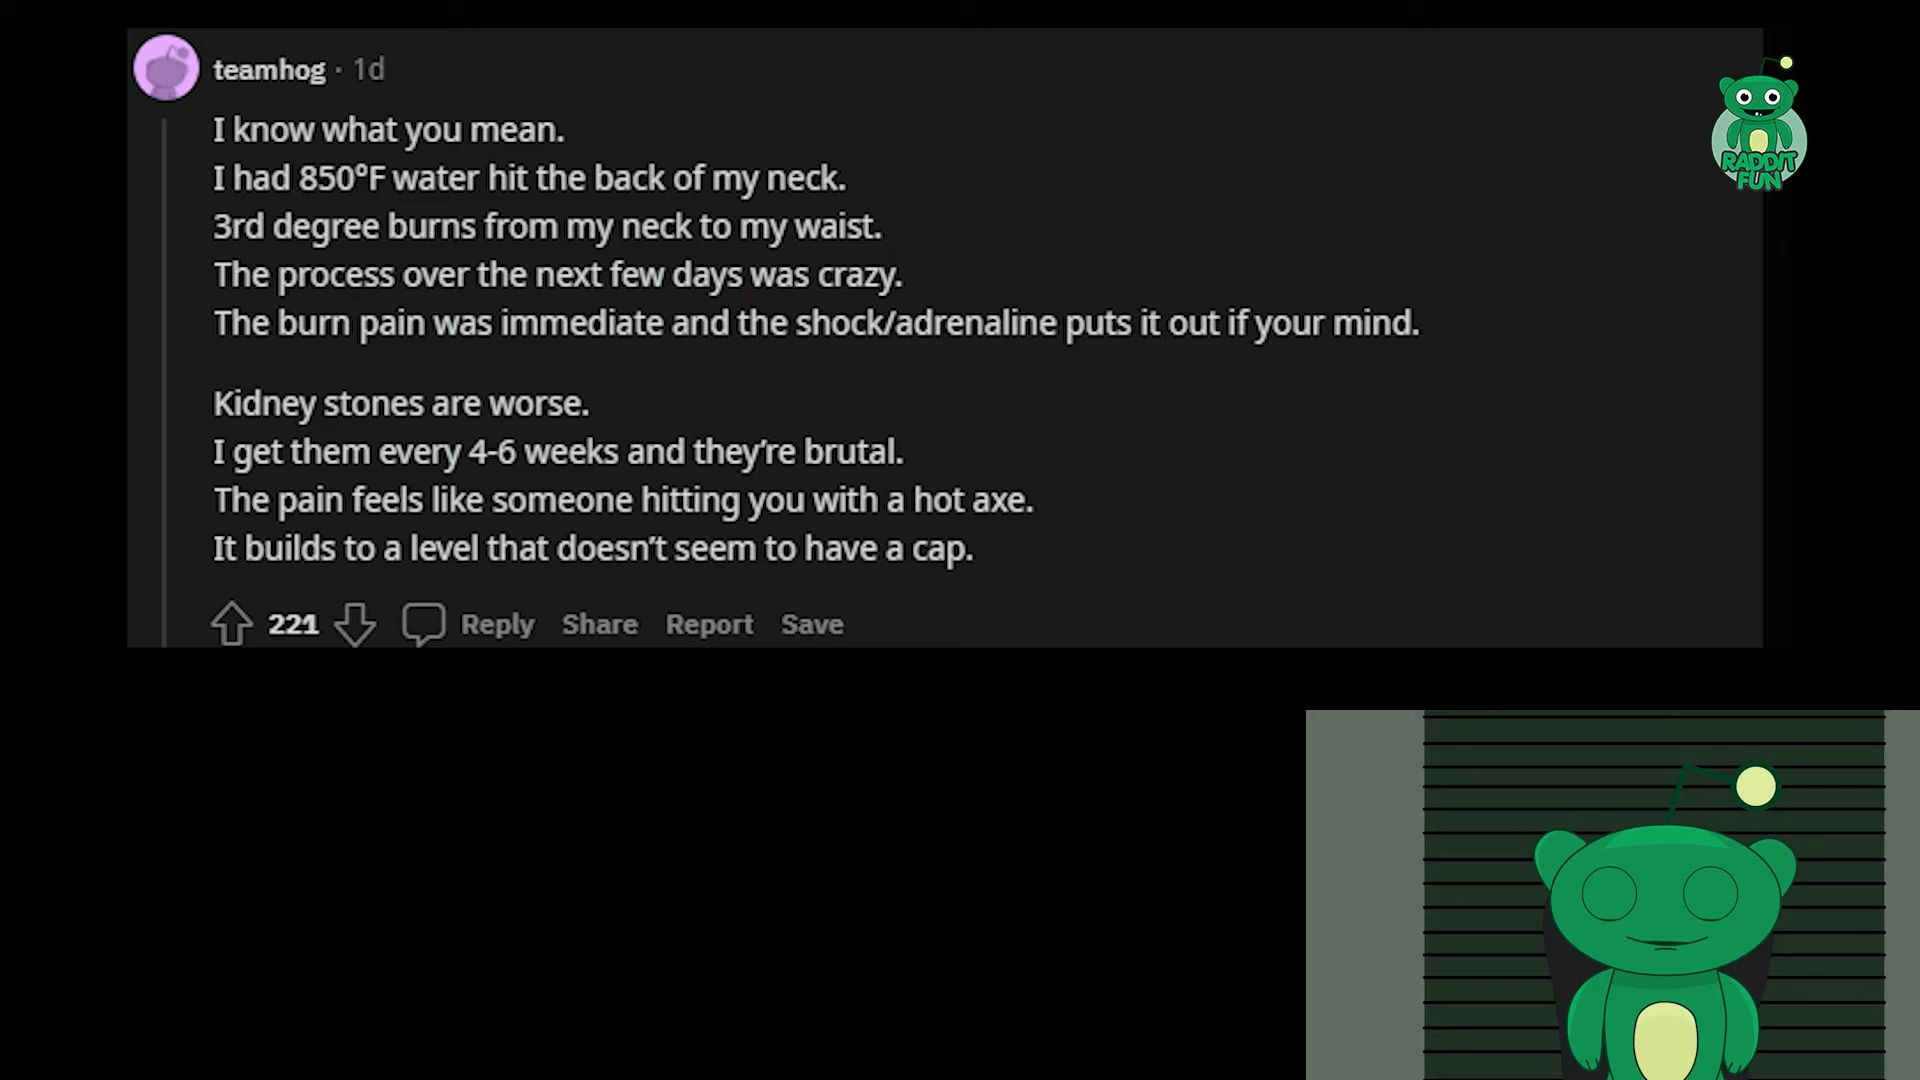 teamhog · 1d
I know what you mean.
I had 850°F water hit the back of my neck.
3rd degree burns from my neck to my waist.
The process over the next few days was crazy.
The burn pain was immediate and the shock/adrenaline puts it out if your mind.
Kidney stones are worse.
I get them every 4-6 weeks and they’re brutal.
The pain feels like someone hitting you with a hot axe.
It builds to a level that doesn’t seem to have a cap.
221 Reply Share Report Save
RADDIT
FUN